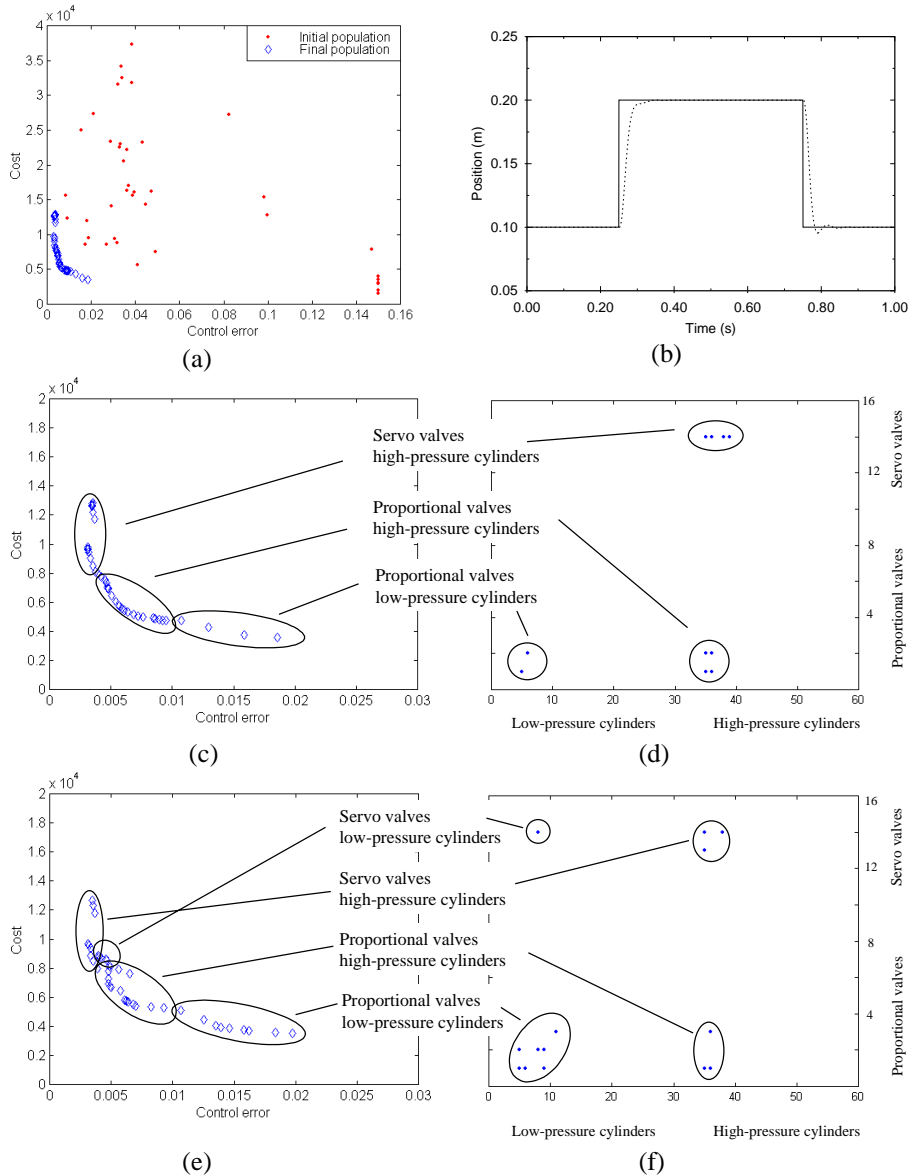 x 10⁴
4
3.5
3
2.5
2
1.5
1
0.5
0
Cost
Initial population
Final population
0 0.02 0.04 0.06 0.08 0.1 0.12 0.14 0.16
Control error
(a)
0.25
0.20
0.15
0.10
0.05
Position (m)
0.00 0.20 0.40 0.60 0.80 1.00
Time (s)
(b)
x 10⁴
2
1.8
1.6
1.4
1.2
1
0.8
0.6
0.4
0.2
0
Cost
0 0.005 0.01 0.015 0.02 0.025 0.03
Control error
(c)
Servo valves
high-pressure cylinders
Proportional valves
high-pressure cylinders
Proportional valves
low-pressure cylinders
16
12
8
4
Servo valves
Proportional valves
0 10 20 30 40 50 60
Low-pressure cylinders High-pressure cylinders
(d)
x 10⁴
2
1.8
1.6
1.4
1.2
1
0.8
0.6
0.4
0.2
0
Cost
0 0.005 0.01 0.015 0.02 0.025 0.03
Control error
(e)
Servo valves
low-pressure cylinders
Servo valves
high-pressure cylinders
Proportional valves
high-pressure cylinders
Proportional valves
low-pressure cylinders
16
12
8
4
Servo valves
Proportional valves
0 10 20 30 40 50 60
Low-pressure cylinders High-pressure cylinders
(f)